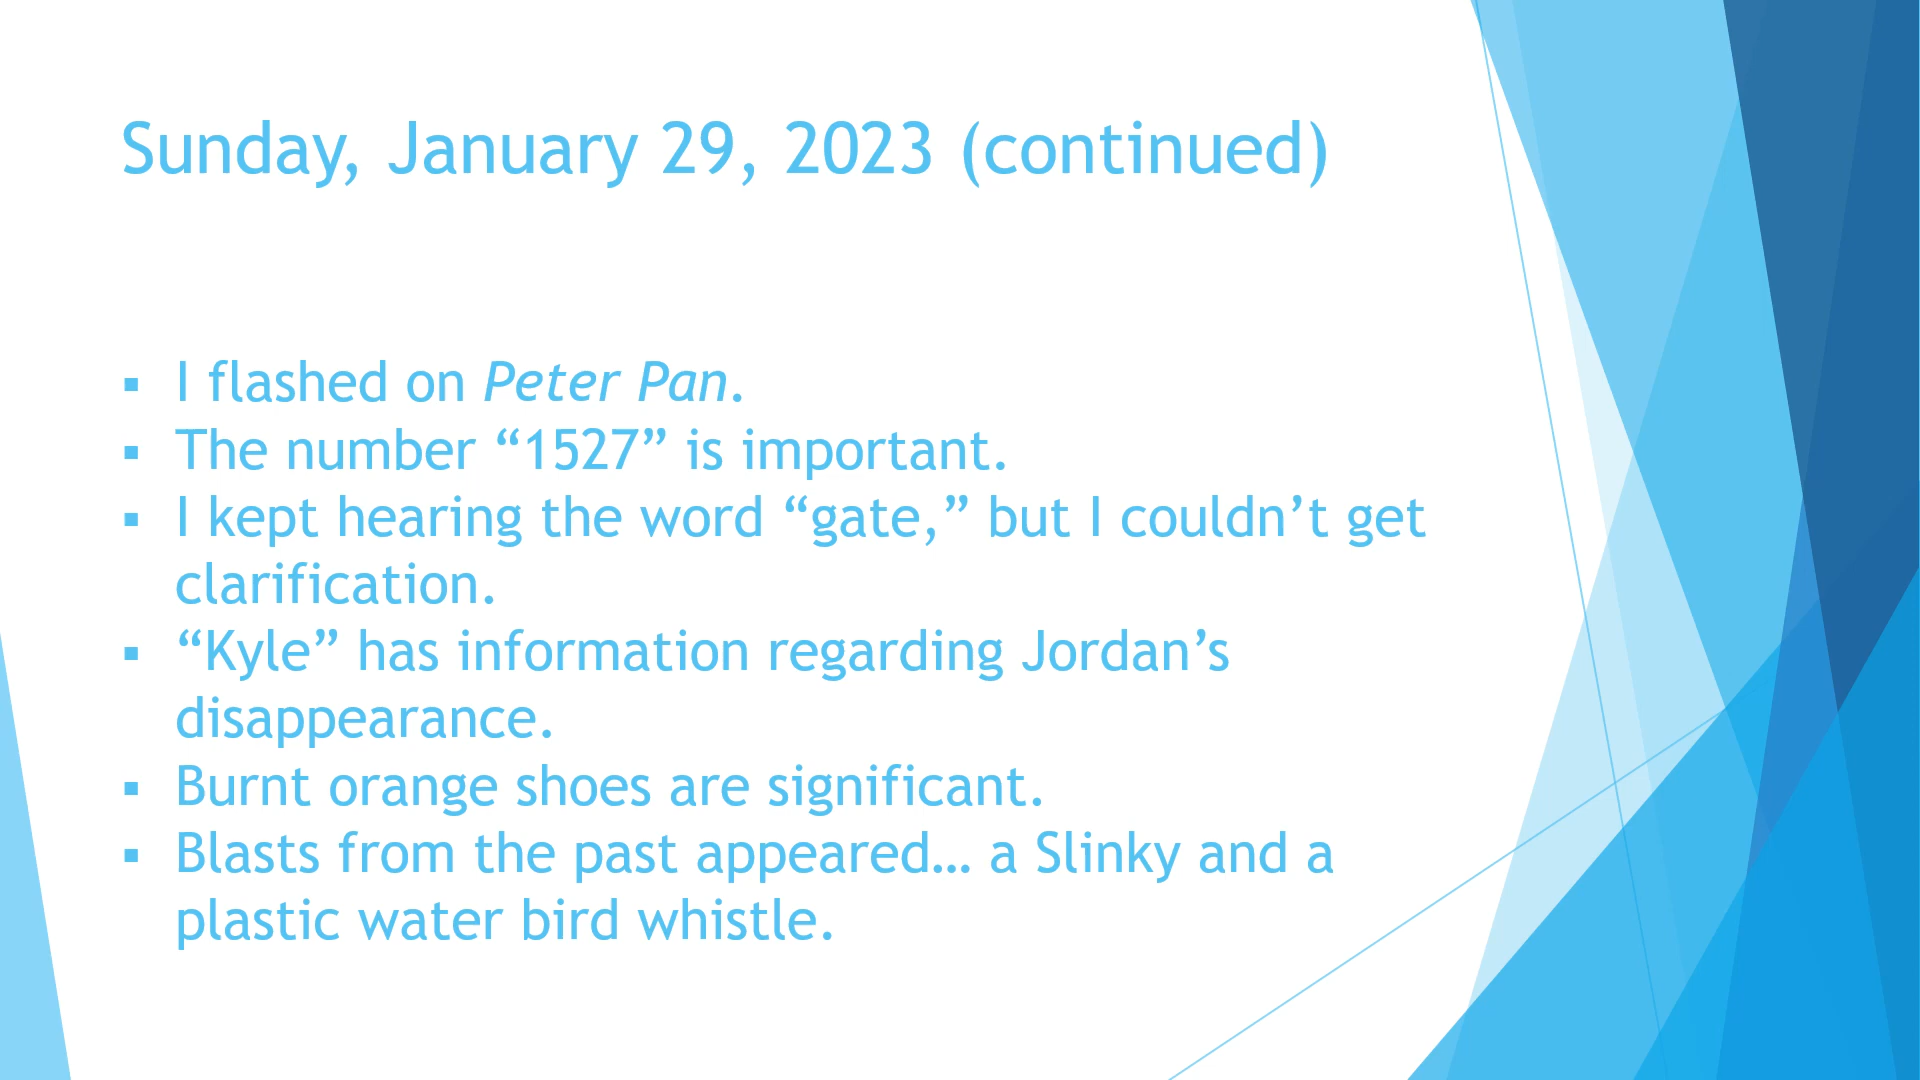 Sunday, January 29, 2023 (continued)
▪ I flashed on Peter Pan.
▪ The number “1527” is important.
▪ I kept hearing the word “gate,” but I couldn’t get
clarification.
▪ “Kyle” has information regarding Jordan’s
disappearance.
▪ Burnt orange shoes are significant.
▪ Blasts from the past appeared… a Slinky and a
plastic water bird whistle.